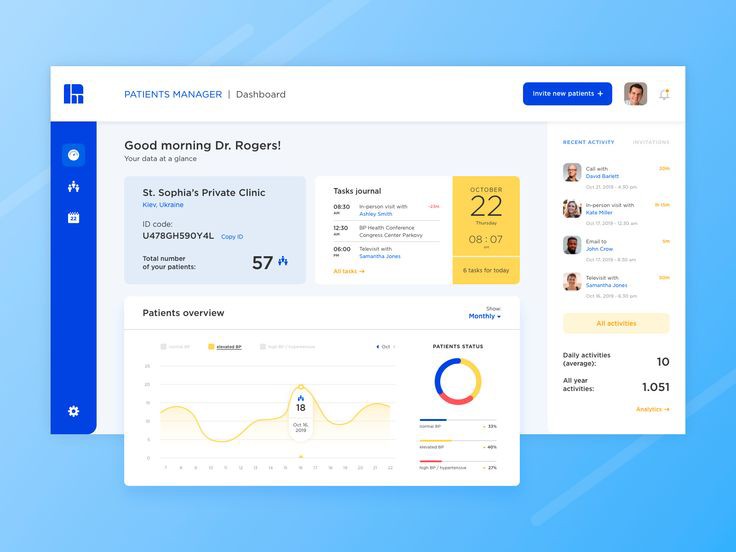 PATIENTS MANAGER | Dashboard
Invite new patients +
Good morning Dr. Rogers!
Your data at a glance
St. Sophia's Private Clinic
Kiev, Ukraine
ID code:
U478GH590Y4L Copy ID
Total number
of your patients:
57
Tasks journal
08:30 AM
In-person visit with
Ashley Smith
-23m
12:30 AM
BP Health Conference
Congress Center Parkovy
06:00 PM
Televisit with
Samantha Jones
All tasks →
OCTOBER
22
Thursday
08 : 07
AM
6 tasks for today
RECENT ACTIVITY INVITATIONS
Call with
David Barlett
20m
Oct 21, 2019 - 4:30 pm
In-person visit with
Kate Miller
1h 15m
Oct 17, 2019 - 12.30 am
Email to
John Crow
5m
Oct 17, 2019 - 8.30 am
Televisit with
Samantha Jones
50m
Oct 16, 2019 - 6.30 pm
All activities
Daily activities
(average):
10
All year
activities:
1.051
Analytics →
22
Patients overview
Show:
Monthly
normal BP
elevated BP
high BP / hypertensive
Oct
25
20
15
10
5
0
18
Oct 16,
2019
7 8 9 10 11 12 13 14 15 16 17 18 19 20 21 22
PATIENTS STATUS
normal BP 33%
elevated BP 40%
high BP / hypertensive 27%